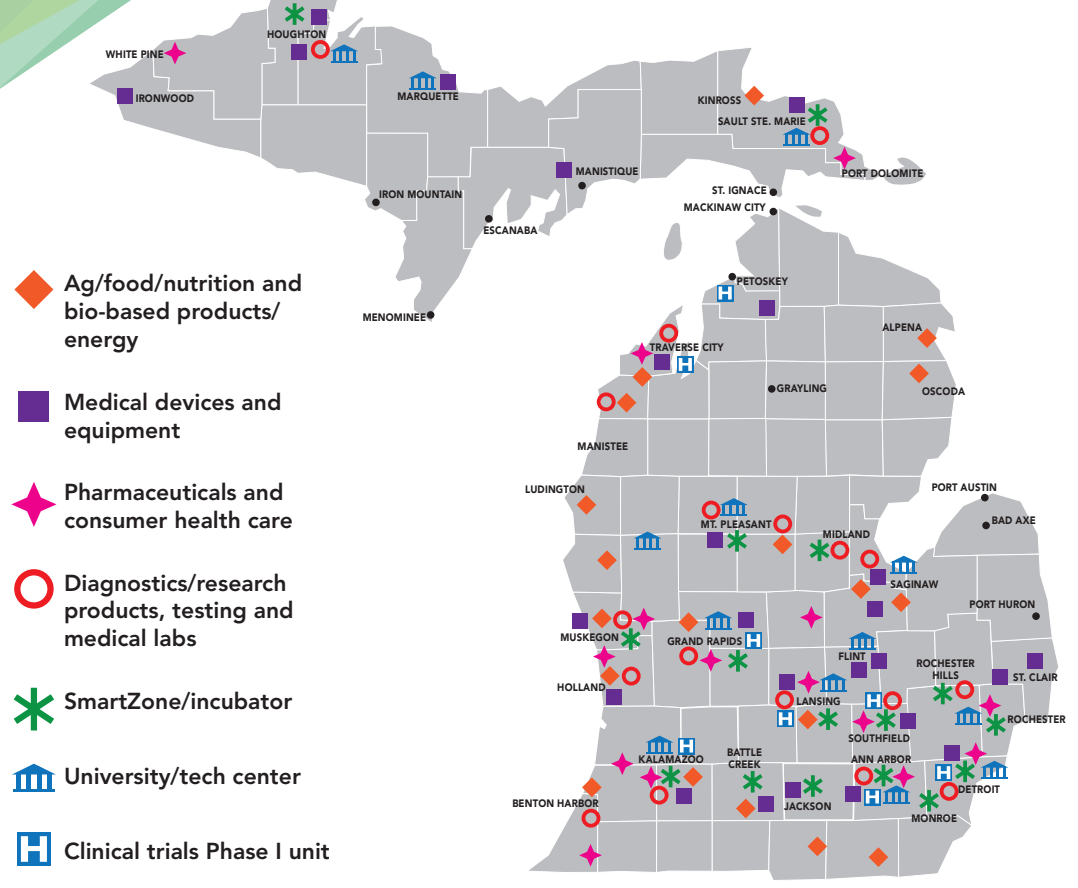 HOUGHTON
WHITE PINE
IRONWOOD
MARQUETTE
KINROSS
SAULT STE. MARIE
PORT DOLOMITE
MANISTIQUE
ST. IGNACE
MACKINAW CITY
IRON MOUNTAIN
ESCANABA
MENOMINEE
PETOSKEY
H
TRAVERSE CITY
H
ALPENA
GRAYLING
OSCODA
MANISTEE
LUDINGTON
PORT AUSTIN
BAD AXE
MT. PLEASANT
MIDLAND
SAGINAW
PORT HURON
MUSKEGON
GRAND RAPIDS
H
FLINT
ROCHESTER
HILLS
ST. CLAIR
HOLLAND
LANSING
H
H
ROCHESTER
SOUTHFIELD
H
KALAMAZOO
BATTLE
CREEK
ANN ARBOR
H
DETROIT
BENTON HARBOR
JACKSON
H
MONROE
Ag/food/nutrition and
bio-based products/
energy
Medical devices and
equipment
Pharmaceuticals and
consumer health care
Diagnostics/research
products, testing and
medical labs
SmartZone/incubator
University/tech center
H
Clinical trials Phase I unit